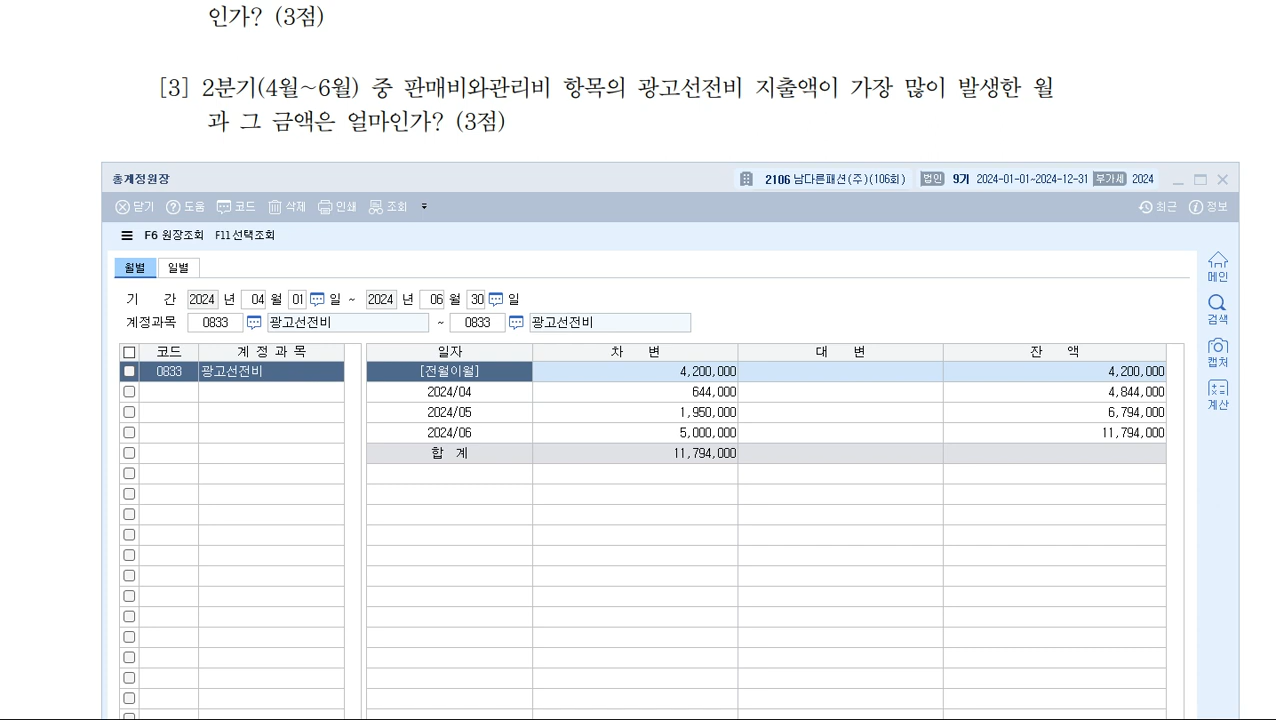 인가? (3점)
[3] 2분기(4월~6월) 중 판매비와관리비 항목의 광고선전비 지출액이 가장 많이 발생한 월
과 그 금액은 얼마인가? (3점)
총계정원장 2106 남다른패션(주)(106회) 법인 9기 2024-01-01~2024-12-31 부가세 2024
닫기 도움 코드 삭제 인쇄 조회 최근 정보
F6 원장조회 F11선택조회
월별 일별
기 간 2024 년 04 월 01 일 ~ 2024 년 06 월 30 일
계정과목 0833 광고선전비 ~ 0833 광고선전비
코드 계 정 과 목 일자 차 변 대 변 잔 액
0833 광고선전비 [전월이월] 4,200,000 4,200,000
2024/04 644,000 4,844,000
2024/05 1,950,000 6,794,000
2024/06 5,000,000 11,794,000
합 계 11,794,000
메인
검색
캡처
계산